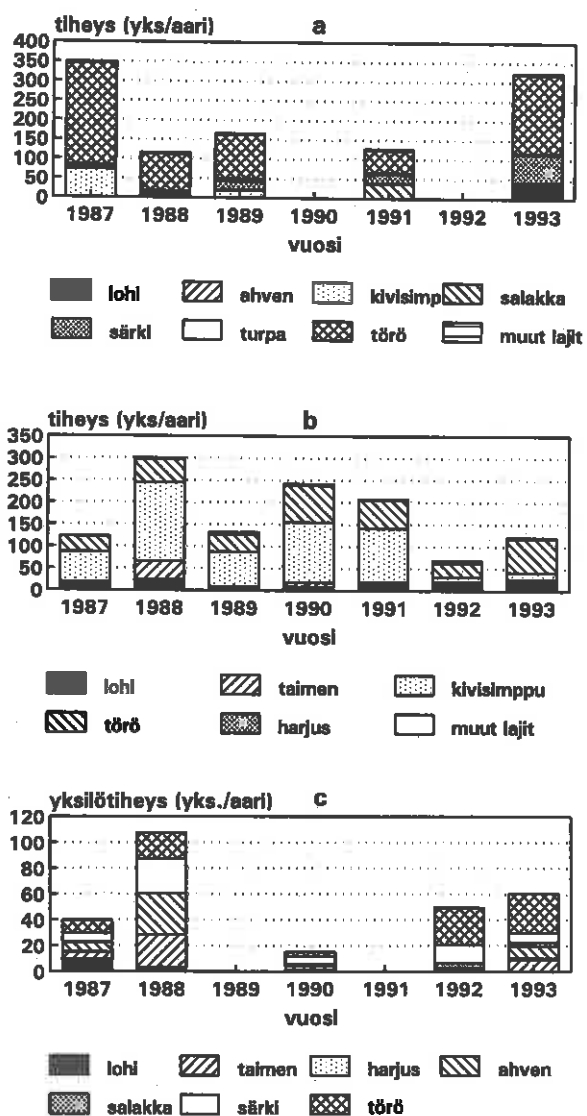 tiheys (yks/aari) a
400
350
300
250
200
150
100
50
0
1987 1988 1989 1990 1991 1992 1993
vuosi
lohi ahven kivisimp salakka
särki turpa törö muut lajit
tiheys (yks/aari) b
350
300
250
200
150
100
50
0
1987 1988 1989 1990 1991 1992 1993
vuosi
lohi taimen kivisimppu
törö harjus muut lajit
yksilötiheys (yks./aari) c
120
100
80
60
40
20
0
1987 1988 1989 1990 1991 1992 1993
vuosi
lohi taimen harjus ahven
salakka särki törö